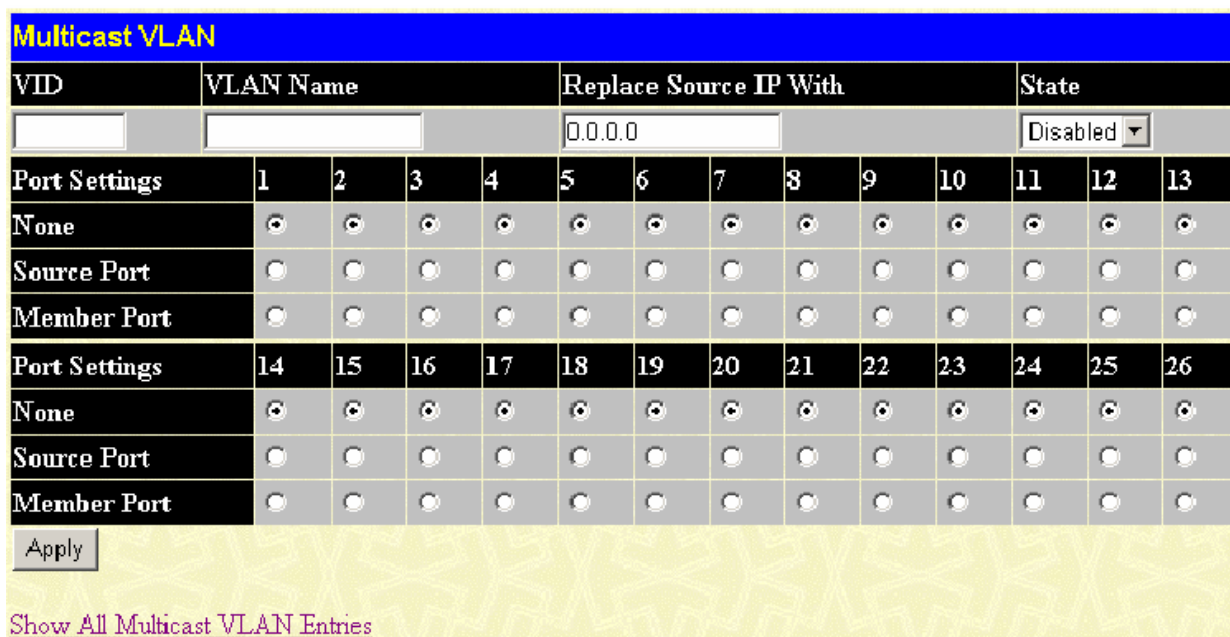 Multicast VLAN
VID VLAN Name Replace Source IP With State
0.0.0.0 Disabled
Port Settings 1 2 3 4 5 6 7 8 9 10 11 12 13
None
Source Port
Member Port
Port Settings 14 15 16 17 18 19 20 21 22 23 24 25 26
None
Source Port
Member Port
Apply
Show All Multicast VLAN Entries